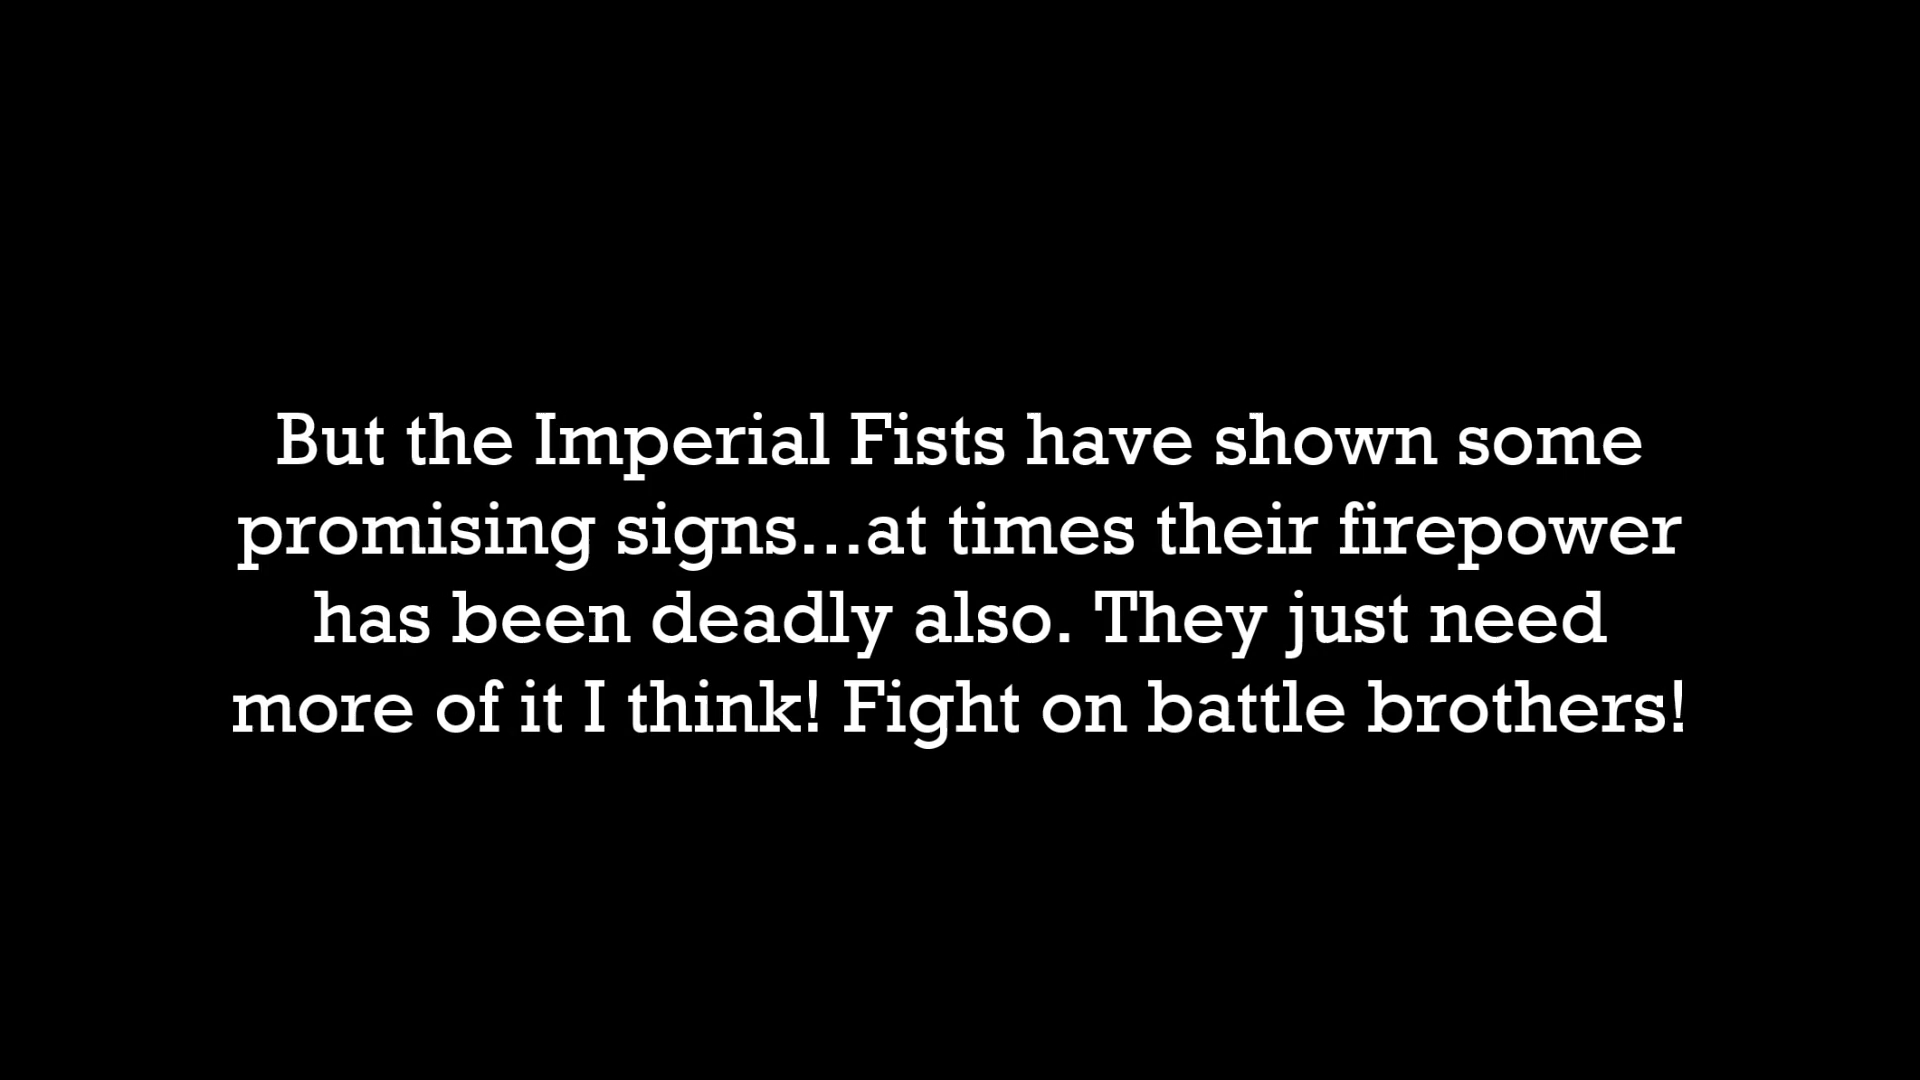 But the Imperial Fists have shown some
promising signs...at times their firepower
has been deadly also. They just need
more of it I think! Fight on battle brothers!